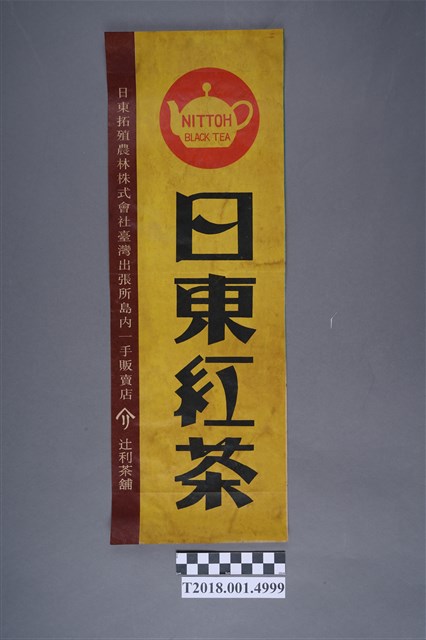 NITTOH
BLACK TEA
日東紅茶
日東拓殖農林株式會社臺灣出張所島內一手販賣店 リ 辻利茶舗
T2018.001.4999